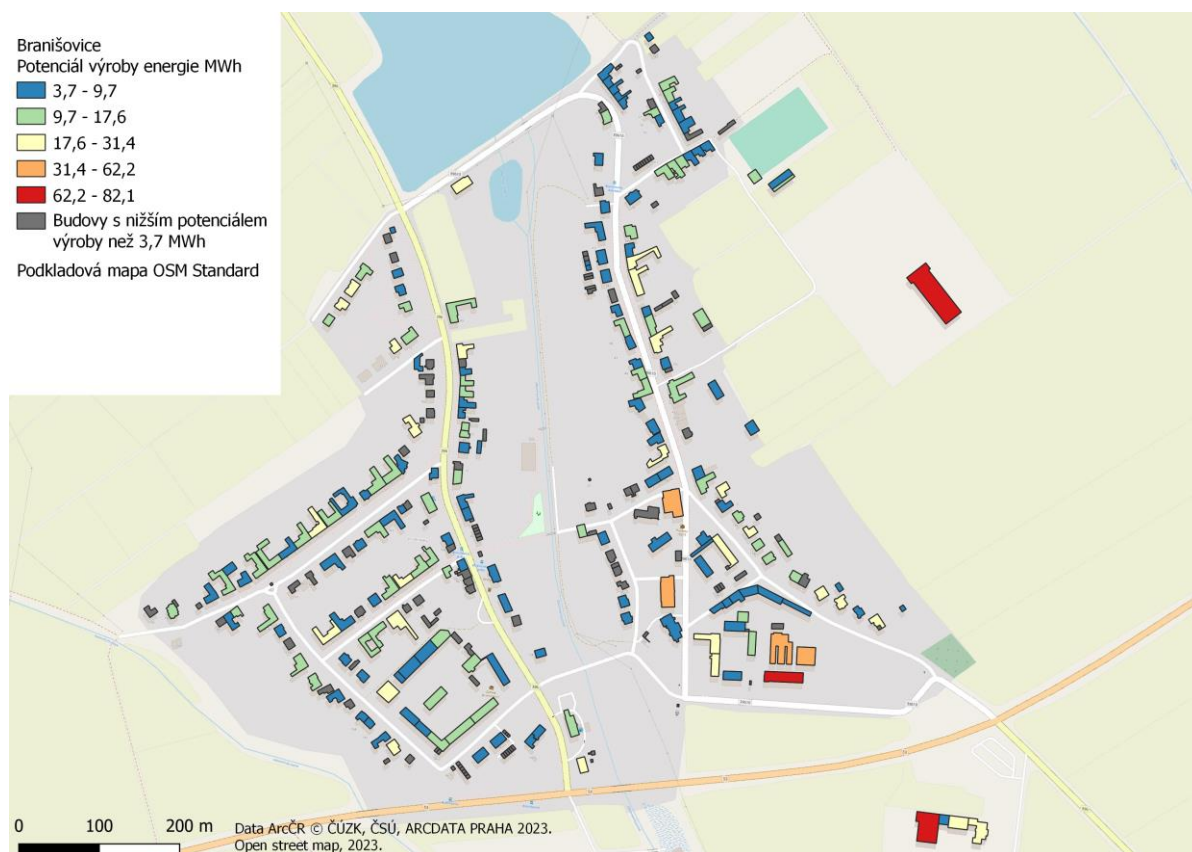 Branišovice
Potenciál výroby energie MWh
3,7 - 9,7
9,7 - 17,6
17,6 - 31,4
31,4 - 62,2
62,2 - 82,1
Budovy s nižším potenciálem
výroby než 3,7 MWh
Podkladová mapa OSM Standard
0 100 200 m
Data ArcČR © ČÚZK, ČSÚ, ARCDATA PRAHA 2023.
Open street map, 2023.